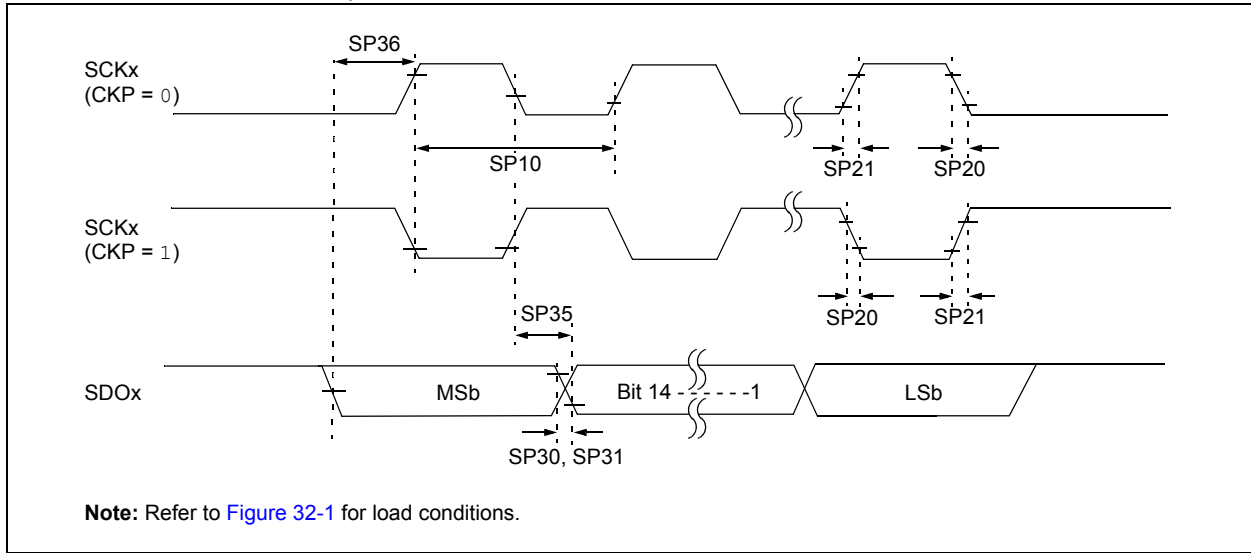 SP36
SCKx
(CKP = 0)
SP10
SP21
SP20
SCKx
(CKP = 1)
SP35
SP20
SP21
SDOx
MSb
Bit 14 - - - - - - -1
LSb
SP30, SP31
Note: Refer to Figure 32-1 for load conditions.